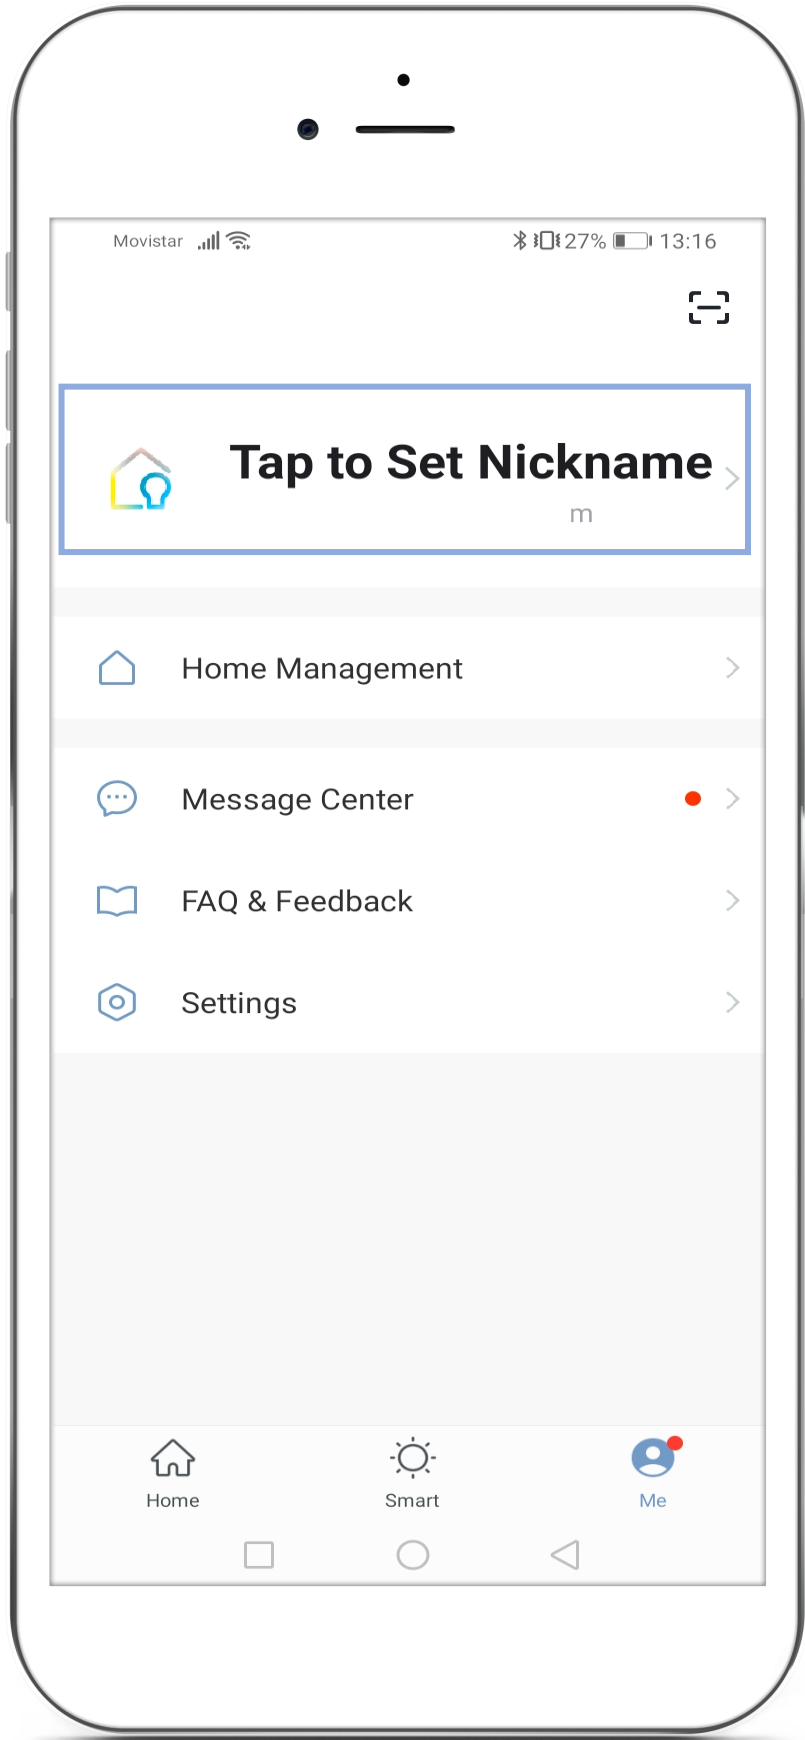 Movistar 27% 13:16
Tap to Set Nickname
m
Home Management
Message Center
FAQ & Feedback
Settings
Home Smart Me